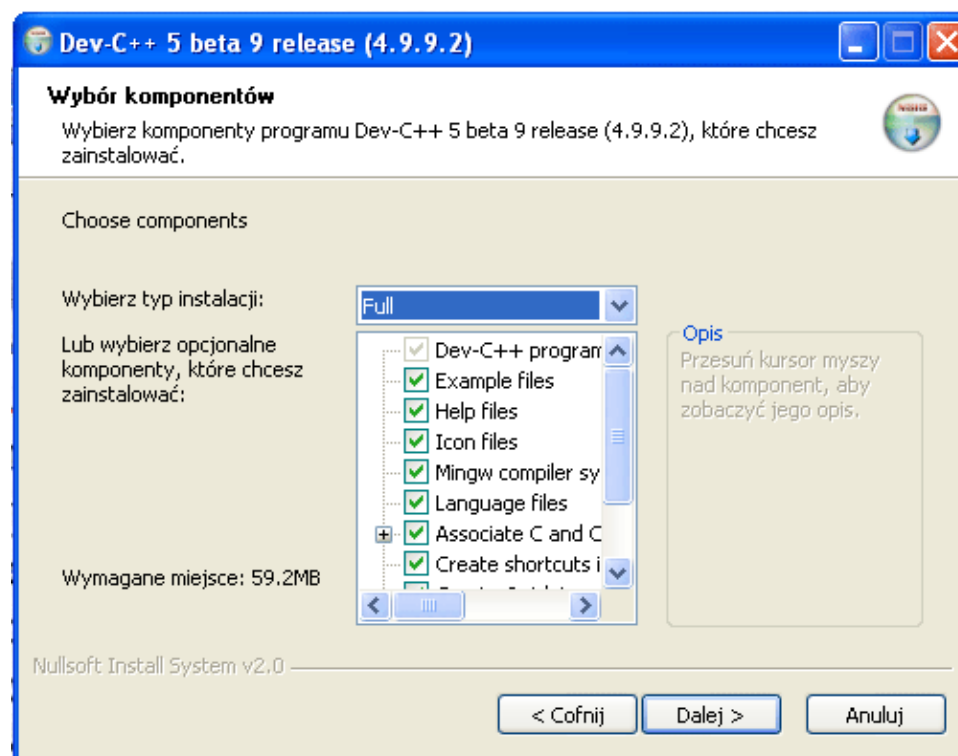 Dev-C++ 5 beta 9 release (4.9.9.2)
Wybór komponentów
Wybierz komponenty programu Dev-C++ 5 beta 9 release (4.9.9.2), które chcesz
zainstalować.
Choose components
Wybierz typ instalacji:
Full
Lub wybierz opcjonalne
komponenty, które chcesz
zainstalować:
Dev-C++ program
Example files
Help files
Icon files
Mingw compiler sy
Language files
Associate C and C
Create shortcuts i
Opis
Przesuń kursor myszy
nad komponent, aby
zobaczyć jego opis.
Wymagane miejsce: 59.2MB
Nullsoft Install System v2.0
< Cofnij
Dalej >
Anuluj